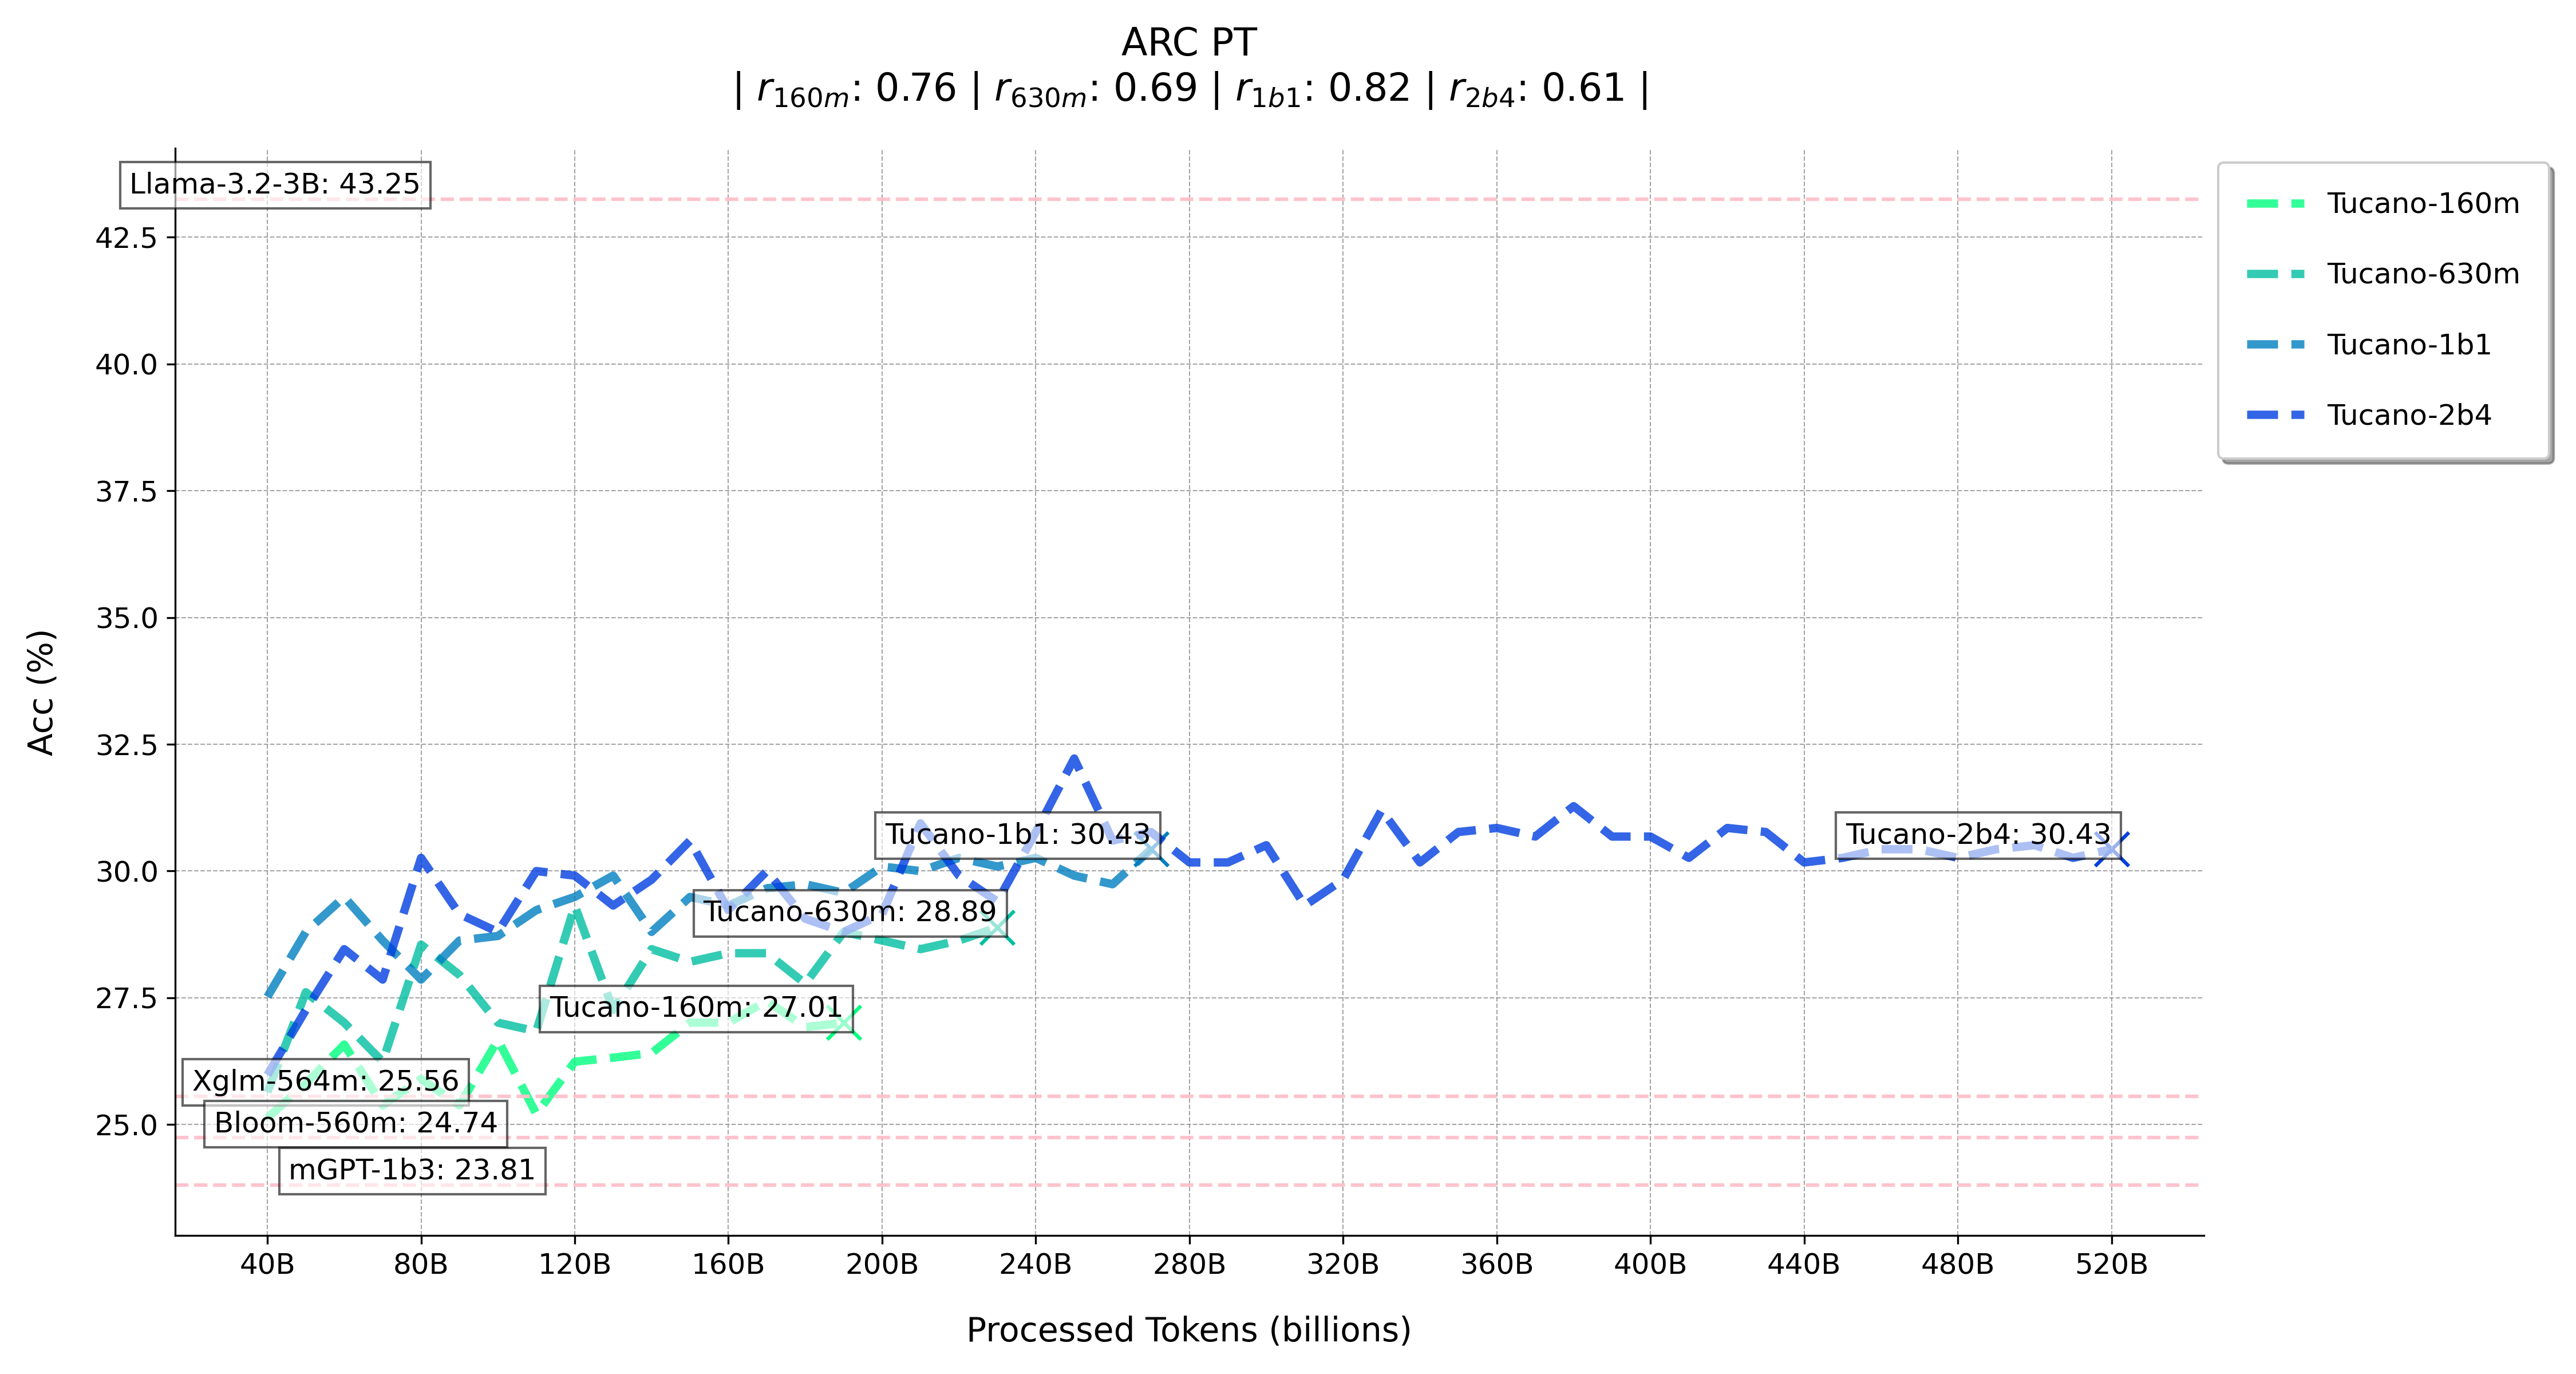 ARC PT
| r160m: 0.76 | r630m: 0.69 | r1b1: 0.82 | r2b4: 0.61 |
Llama-3.2-3B: 43.25
Tucano-160m
Tucano-630m
Tucano-1b1
Tucano-2b4
42.5
40.0
37.5
35.0
32.5
30.0
27.5
25.0
Acc (%)
Tucano-1b1: 30.43
Tucano-2b4: 30.43
Tucano-630m: 28.89
Tucano-160m: 27.01
Xglm-564m: 25.56
Bloom-560m: 24.74
mGPT-1b3: 23.81
40B 80B 120B 160B 200B 240B 280B 320B 360B 400B 440B 480B 520B
Processed Tokens (billions)